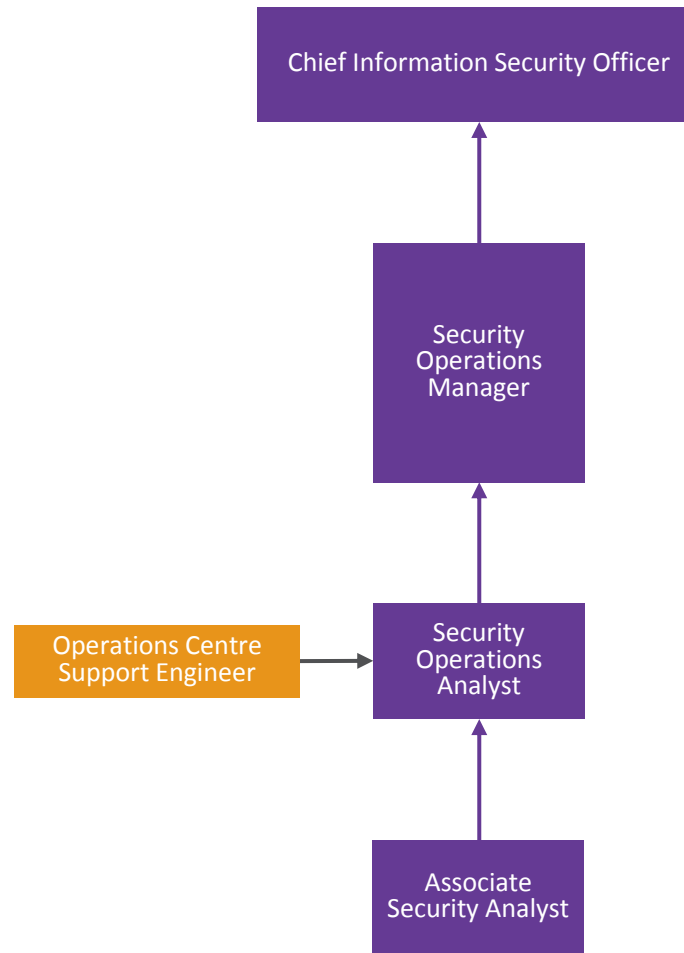 Chief Information Security Officer
Security
Operations
Manager
Operations Centre
Support Engineer
Security
Operations
Analyst
Associate
Security Analyst